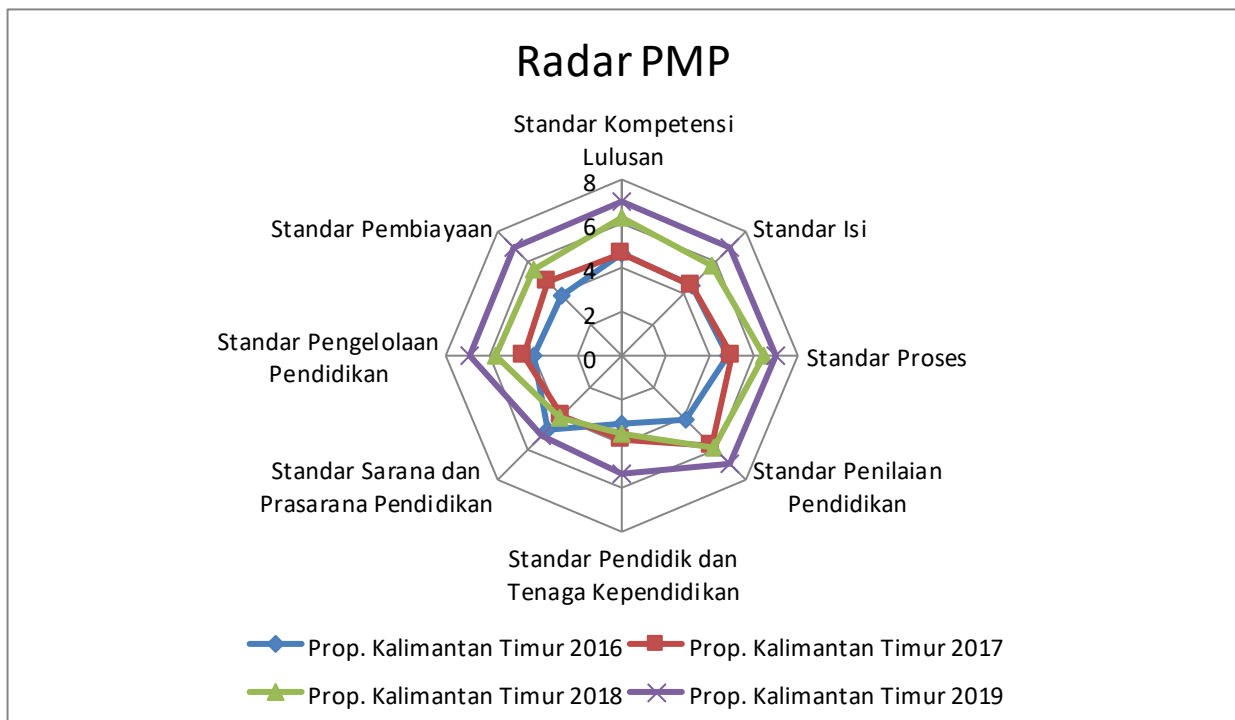 Radar PMP
Standar Kompetensi
Lulusan
Standar Isi
Standar Proses
Standar Penilaian
Pendidikan
Standar Pendidik dan
Tenaga Kependidikan
Standar Sarana dan
Prasarana Pendidikan
Standar Pengelolaan
Pendidikan
Standar Pembiayaan
8
6
4
2
0
Prop. Kalimantan Timur 2016
Prop. Kalimantan Timur 2017
Prop. Kalimantan Timur 2018
Prop. Kalimantan Timur 2019